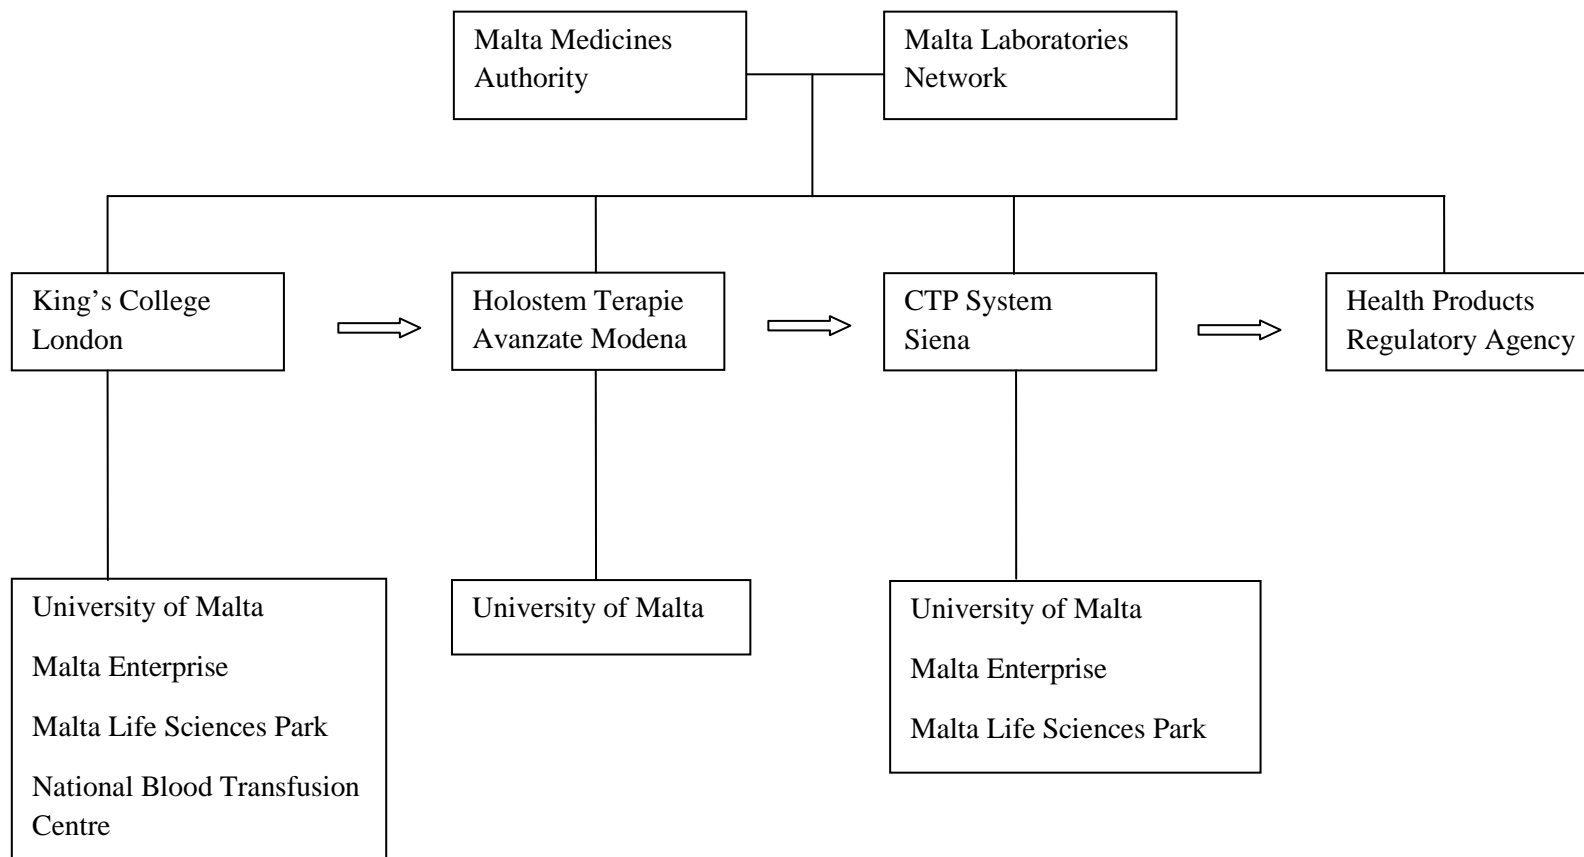 Malta Medicines
Authority
Malta Laboratories
Network
King’s College
London
Holostem Terapie
Avanzate Modena
CTP System
Siena
Health Products
Regulatory Agency
University of Malta
Malta Enterprise
Malta Life Sciences Park
National Blood Transfusion
Centre
University of Malta
University of Malta
Malta Enterprise
Malta Life Sciences Park